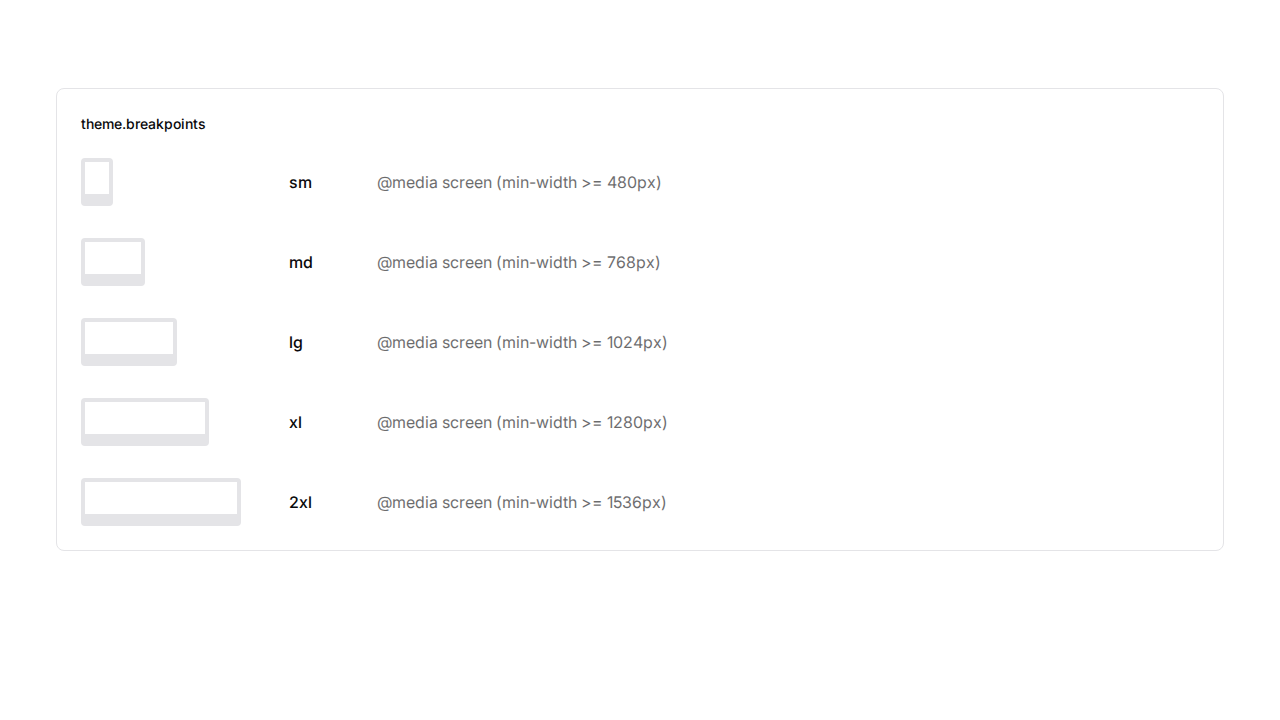 theme.breakpoints
sm @media screen (min-width >= 480px)
md @media screen (min-width >= 768px)
lg @media screen (min-width >= 1024px)
xl @media screen (min-width >= 1280px)
2xl @media screen (min-width >= 1536px)